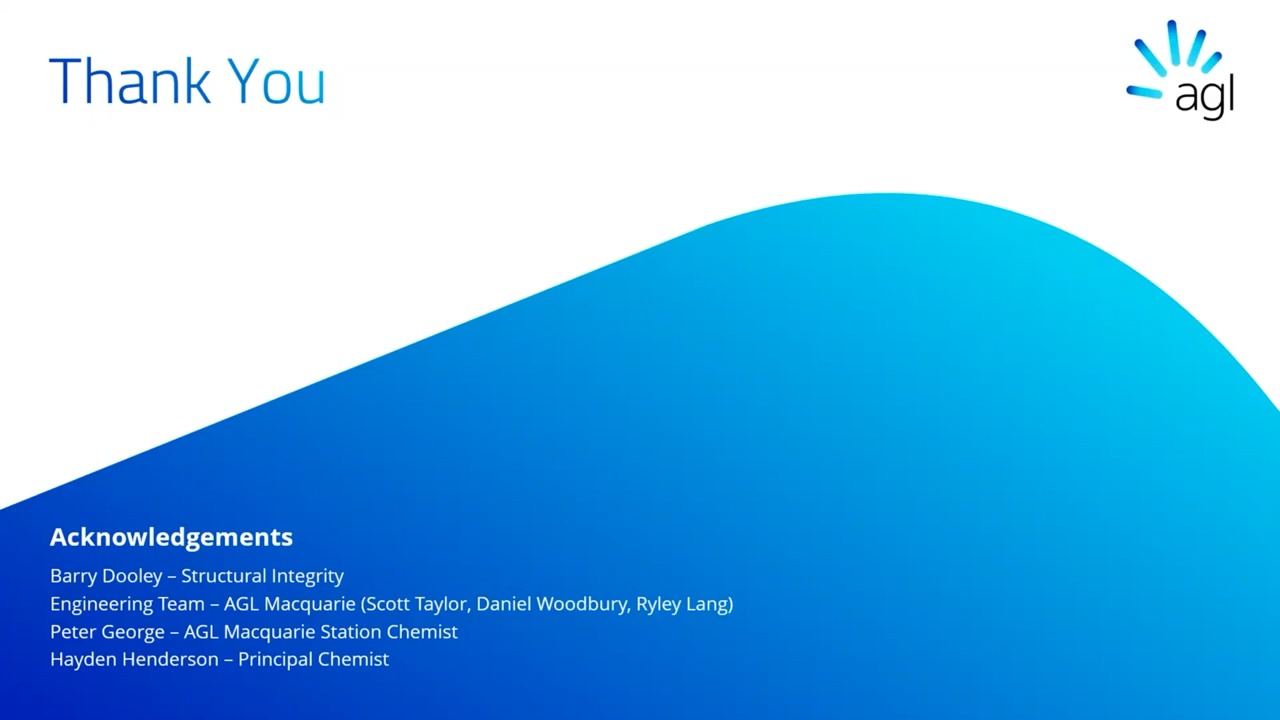 Thank You
agl
Acknowledgements
Barry Dooley – Structural Integrity
Engineering Team – AGL Macquarie (Scott Taylor, Daniel Woodbury, Ryley Lang)
Peter George – AGL Macquarie Station Chemist
Hayden Henderson – Principal Chemist